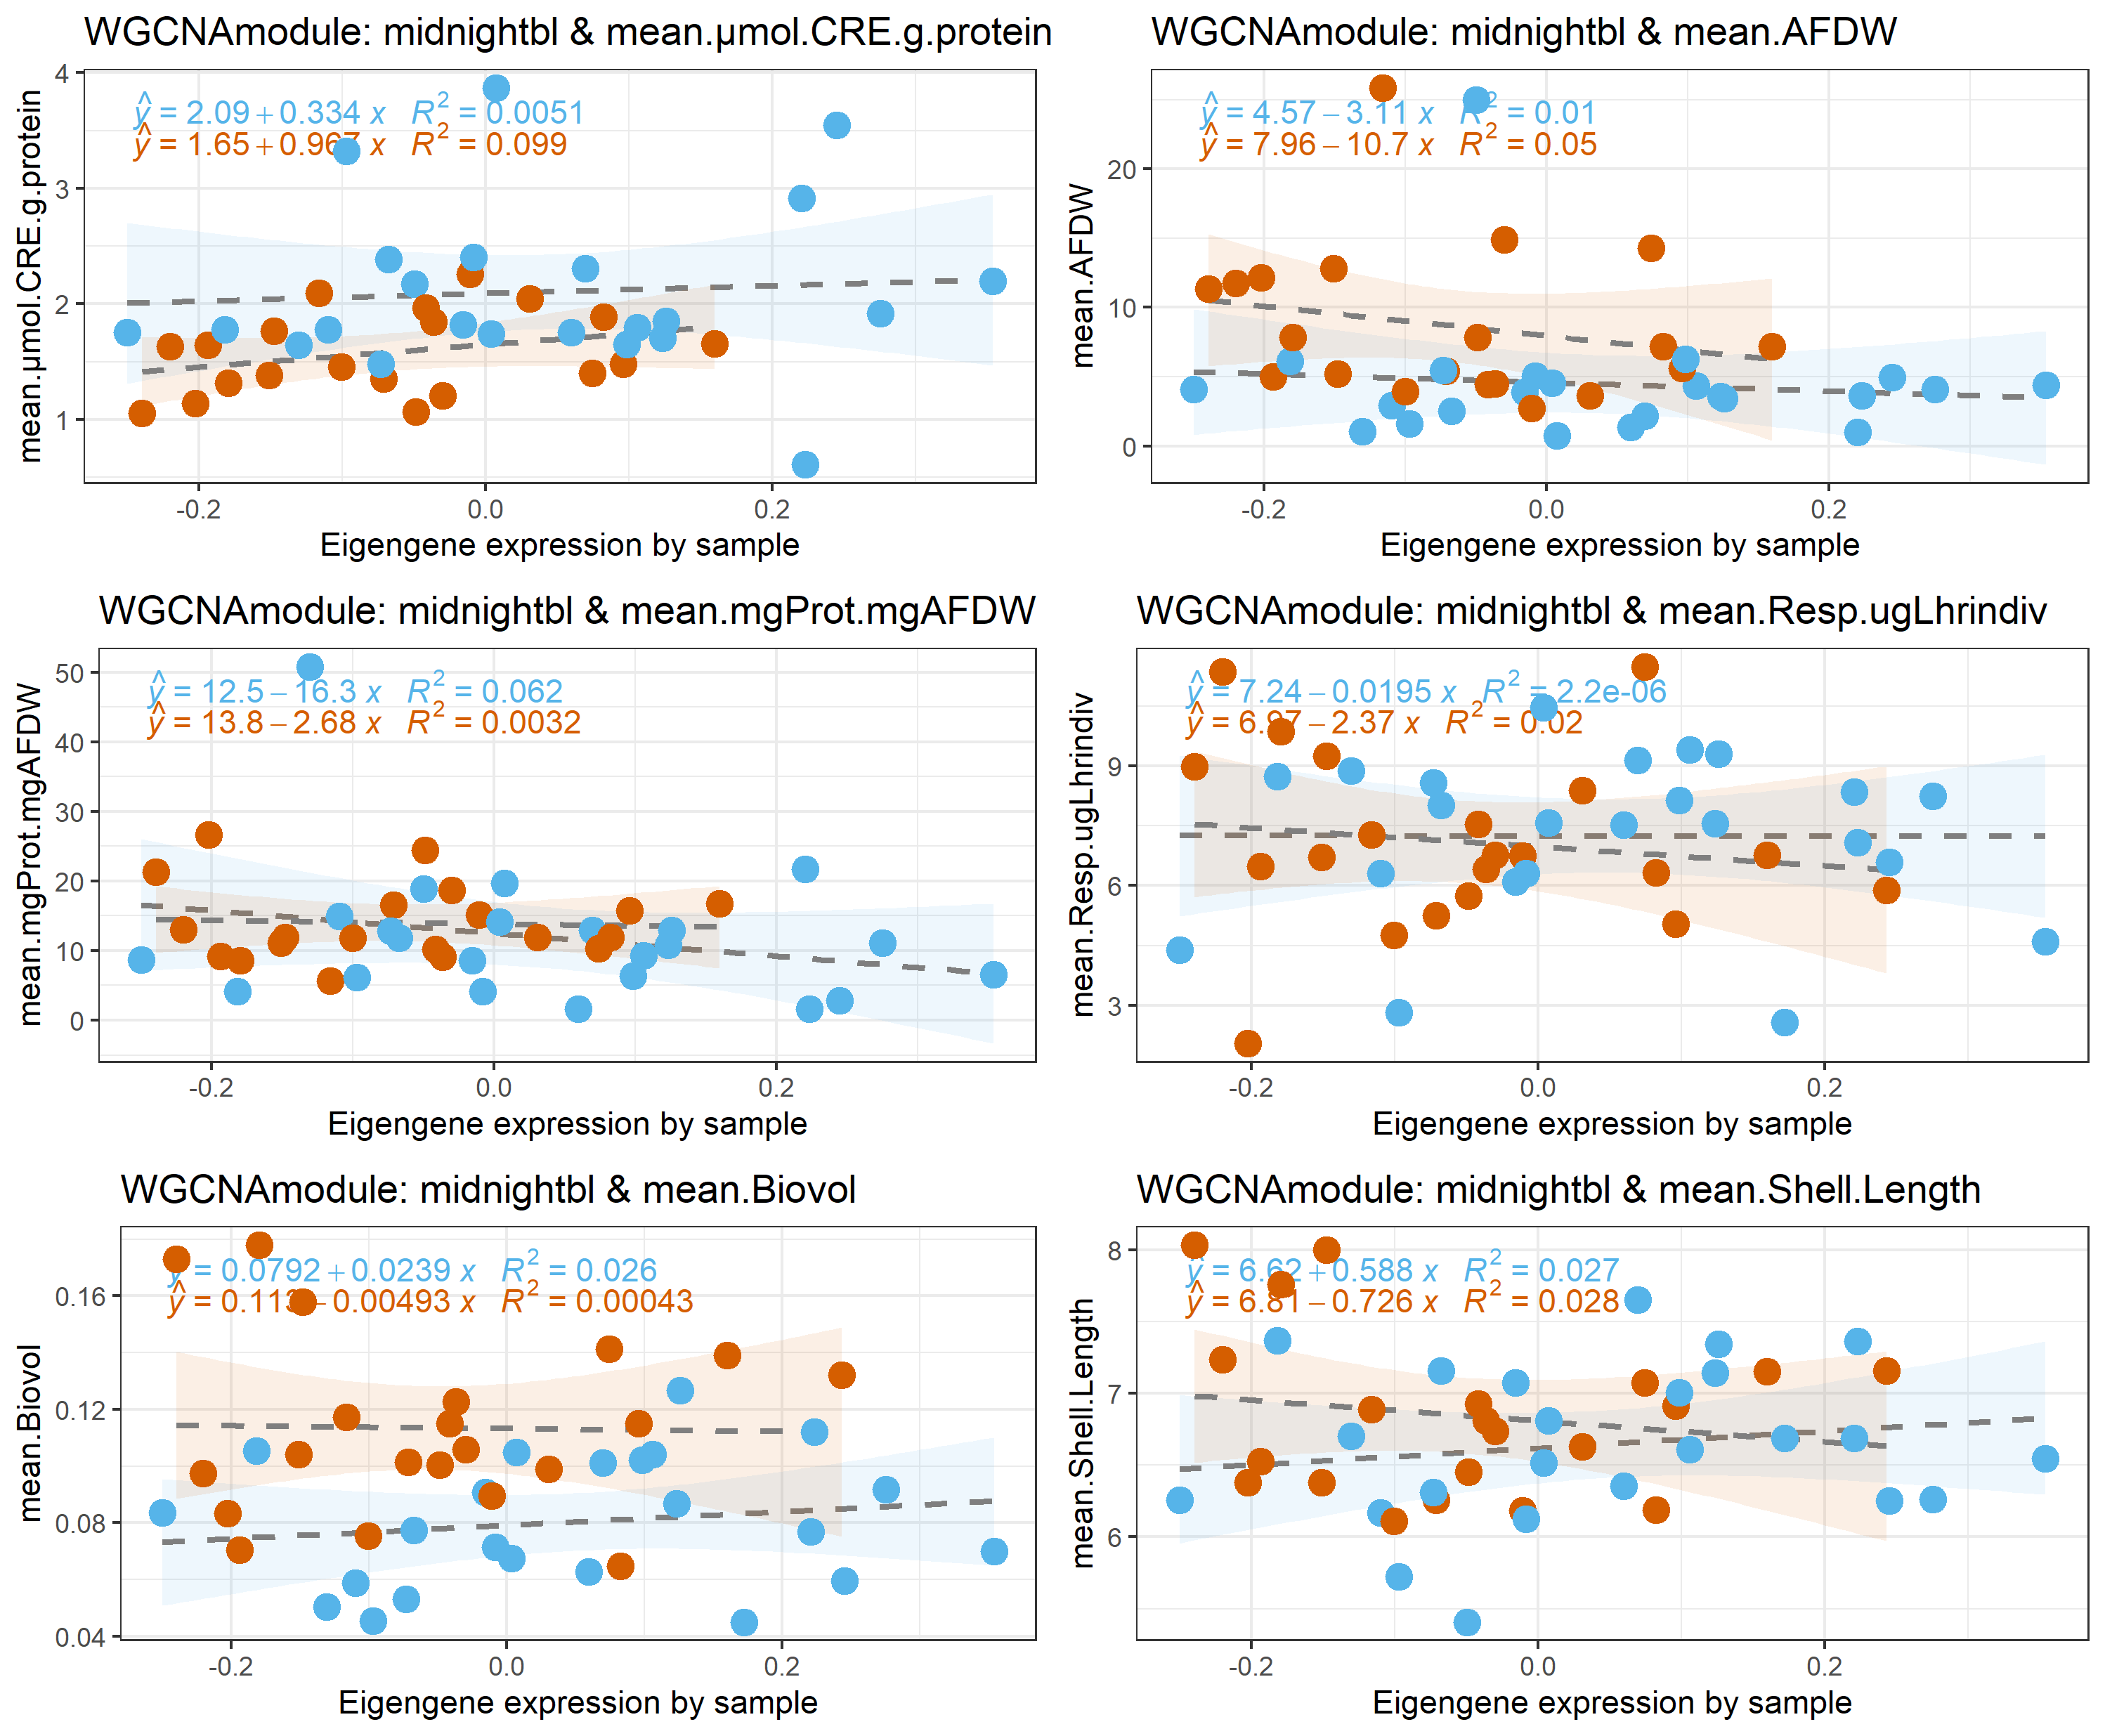 WGCNAmodule: midnightbl & mean.µmol.CRE.g.protein
ŷ = 2.09 + 0.334 x R² = 0.0051
ŷ = 1.65 + 0.967 x R² = 0.099
mean.µmol.CRE.g.protein
4
3
2
1
-0.2 0.0 0.2
Eigengene expression by sample
WGCNAmodule: midnightbl & mean.AFDW
ŷ = 4.57 − 3.11 x R² = 0.01
ŷ = 7.96 − 10.7 x R² = 0.05
mean.AFDW
20
10
0
-0.2 0.0 0.2
Eigengene expression by sample
WGCNAmodule: midnightbl & mean.mgProt.mgAFDW
ŷ = 12.5 − 16.3 x R² = 0.062
ŷ = 13.8 − 2.68 x R² = 0.0032
mean.mgProt.mgAFDW
50
40
30
20
10
0
-0.2 0.0 0.2
Eigengene expression by sample
WGCNAmodule: midnightbl & mean.Resp.ugLhrindiv
ŷ = 7.24 − 0.0195 x R² = 2.2e-06
ŷ = 6.97 − 2.37 x R² = 0.02
mean.Resp.ugLhrindiv
9
6
3
-0.2 0.0 0.2
Eigengene expression by sample
WGCNAmodule: midnightbl & mean.Biovol
ŷ = 0.0792 + 0.0239 x R² = 0.026
ŷ = 0.113 − 0.00493 x R² = 0.00043
mean.Biovol
0.16
0.12
0.08
0.04
-0.2 0.0 0.2
Eigengene expression by sample
WGCNAmodule: midnightbl & mean.Shell.Length
ŷ = 6.62 + 0.588 x R² = 0.027
ŷ = 6.81 − 0.726 x R² = 0.028
mean.Shell.Length
8
7
6
-0.2 0.0 0.2
Eigengene expression by sample